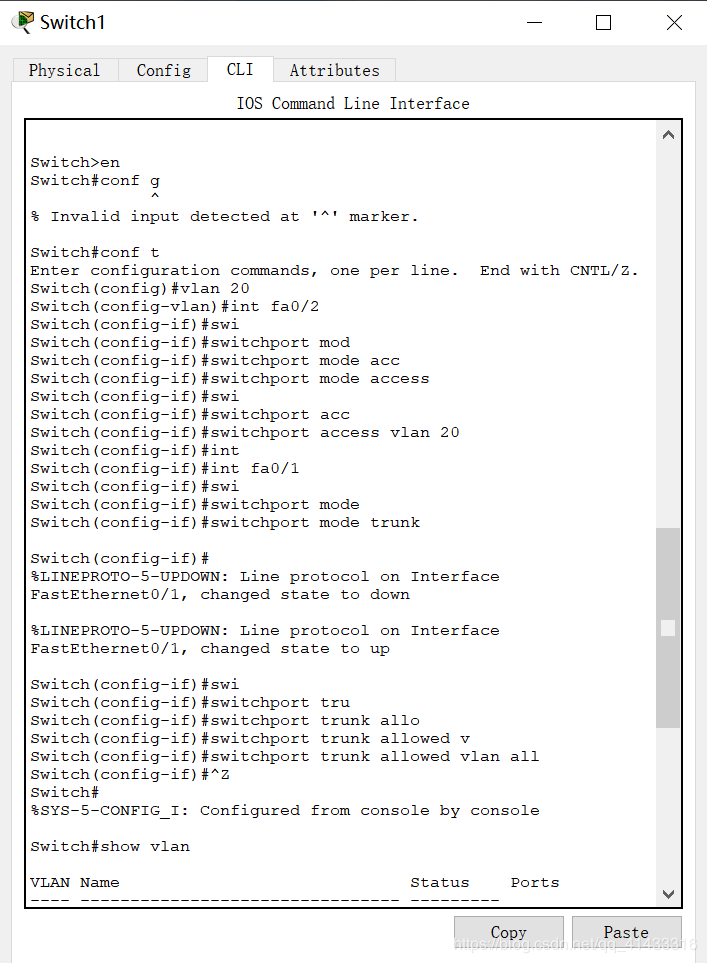 Switch1
Physical Config CLI Attributes
IOS Command Line Interface
Switch>en
Switch#conf g
^
% Invalid input detected at '^' marker.
Switch#conf t
Enter configuration commands, one per line.  End with CNTL/Z.
Switch(config)#vlan 20
Switch(config-vlan)#int fa0/2
Switch(config-if)#swi
Switch(config-if)#switchport mod
Switch(config-if)#switchport mode acc
Switch(config-if)#switchport mode access
Switch(config-if)#swi
Switch(config-if)#switchport acc
Switch(config-if)#switchport access vlan 20
Switch(config-if)#int
Switch(config-if)#int fa0/1
Switch(config-if)#swi
Switch(config-if)#switchport mode
Switch(config-if)#switchport mode trunk
Switch(config-if)#
%LINEPROTO-5-UPDOWN: Line protocol on Interface
FastEthernet0/1, changed state to down
%LINEPROTO-5-UPDOWN: Line protocol on Interface
FastEthernet0/1, changed state to up
Switch(config-if)#swi
Switch(config-if)#switchport tru
Switch(config-if)#switchport trunk allo
Switch(config-if)#switchport trunk allowed v
Switch(config-if)#switchport trunk allowed vlan all
Switch(config-if)#^Z
Switch#
%SYS-5-CONFIG_I: Configured from console by console
Switch#show vlan
VLAN Name                             Status    Ports
---- -------------------------------- ---------
Copy Paste